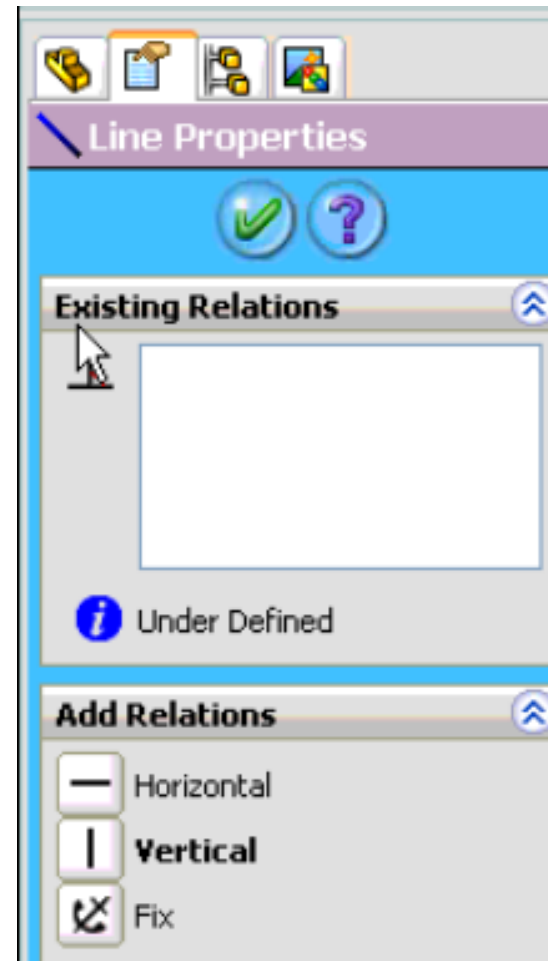 Line Properties
Existing Relations
Under Defined
Add Relations
Horizontal
Vertical
Fix